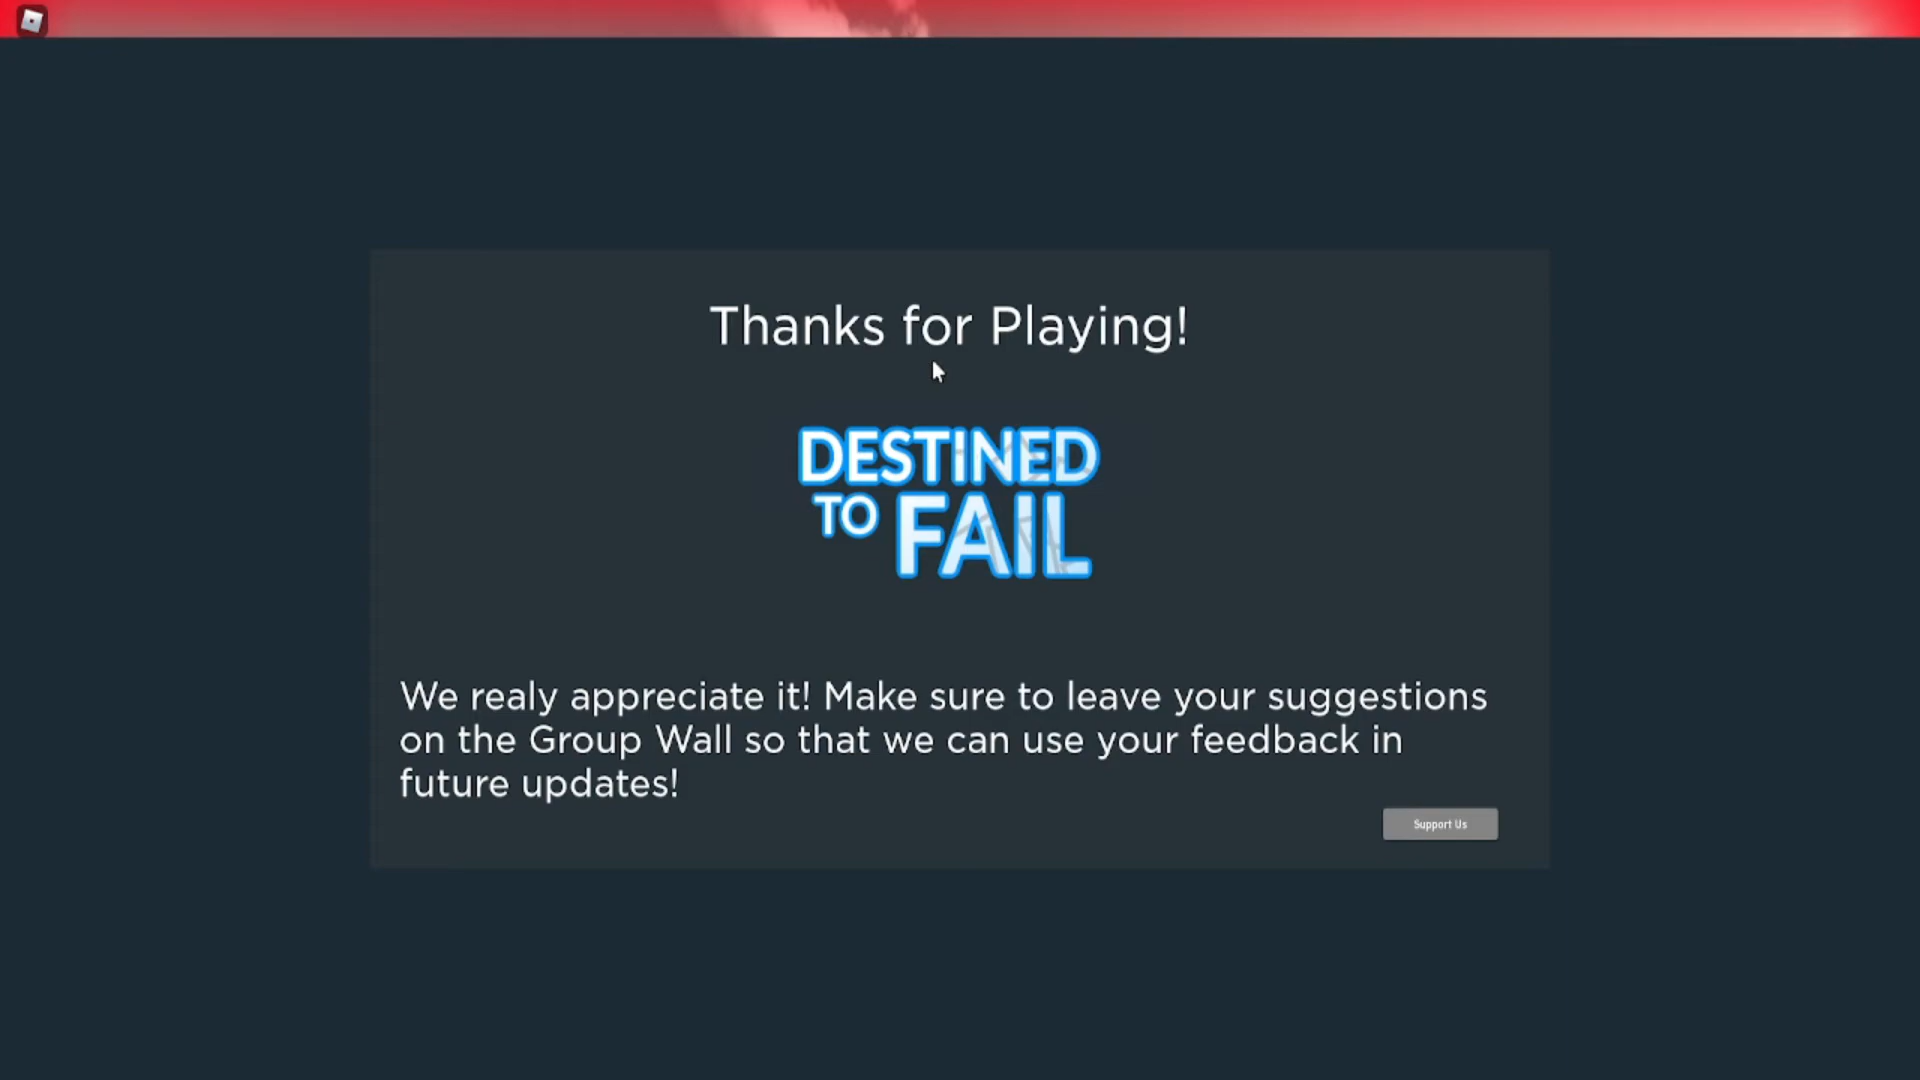 Thanks for Playing!
DESTINED
TO FAIL
We realy appreciate it! Make sure to leave your suggestions
on the Group Wall so that we can use your feedback in
future updates!
Support Us